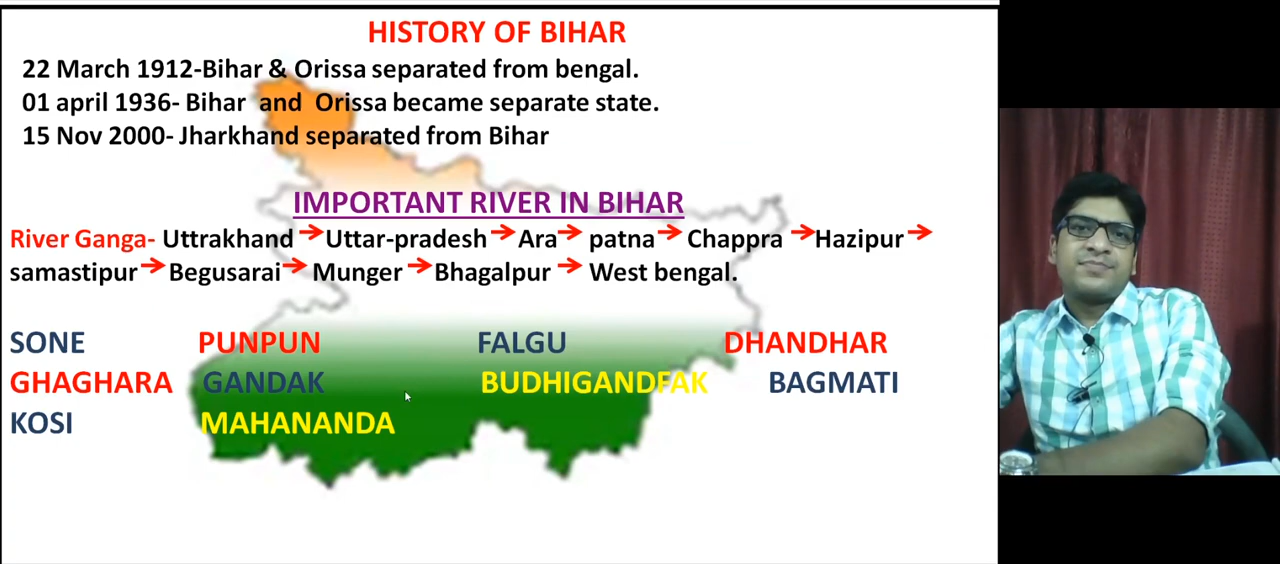 HISTORY OF BIHAR
22 March 1912-Bihar & Orissa separated from bengal.
01 april 1936- Bihar and Orissa became separate state.
15 Nov 2000- Jharkhand separated from Bihar
IMPORTANT RIVER IN BIHAR
River Ganga- Uttrakhand → Uttar-pradesh → Ara → patna → Chappra → Hazipur →
samastipur → Begusarai → Munger → Bhagalpur → West bengal.
SONE PUNPUN FALGU DHANDHAR
GHAGHARA GANDAK BUDHIGANDFAK BAGMATI
KOSI MAHANANDA